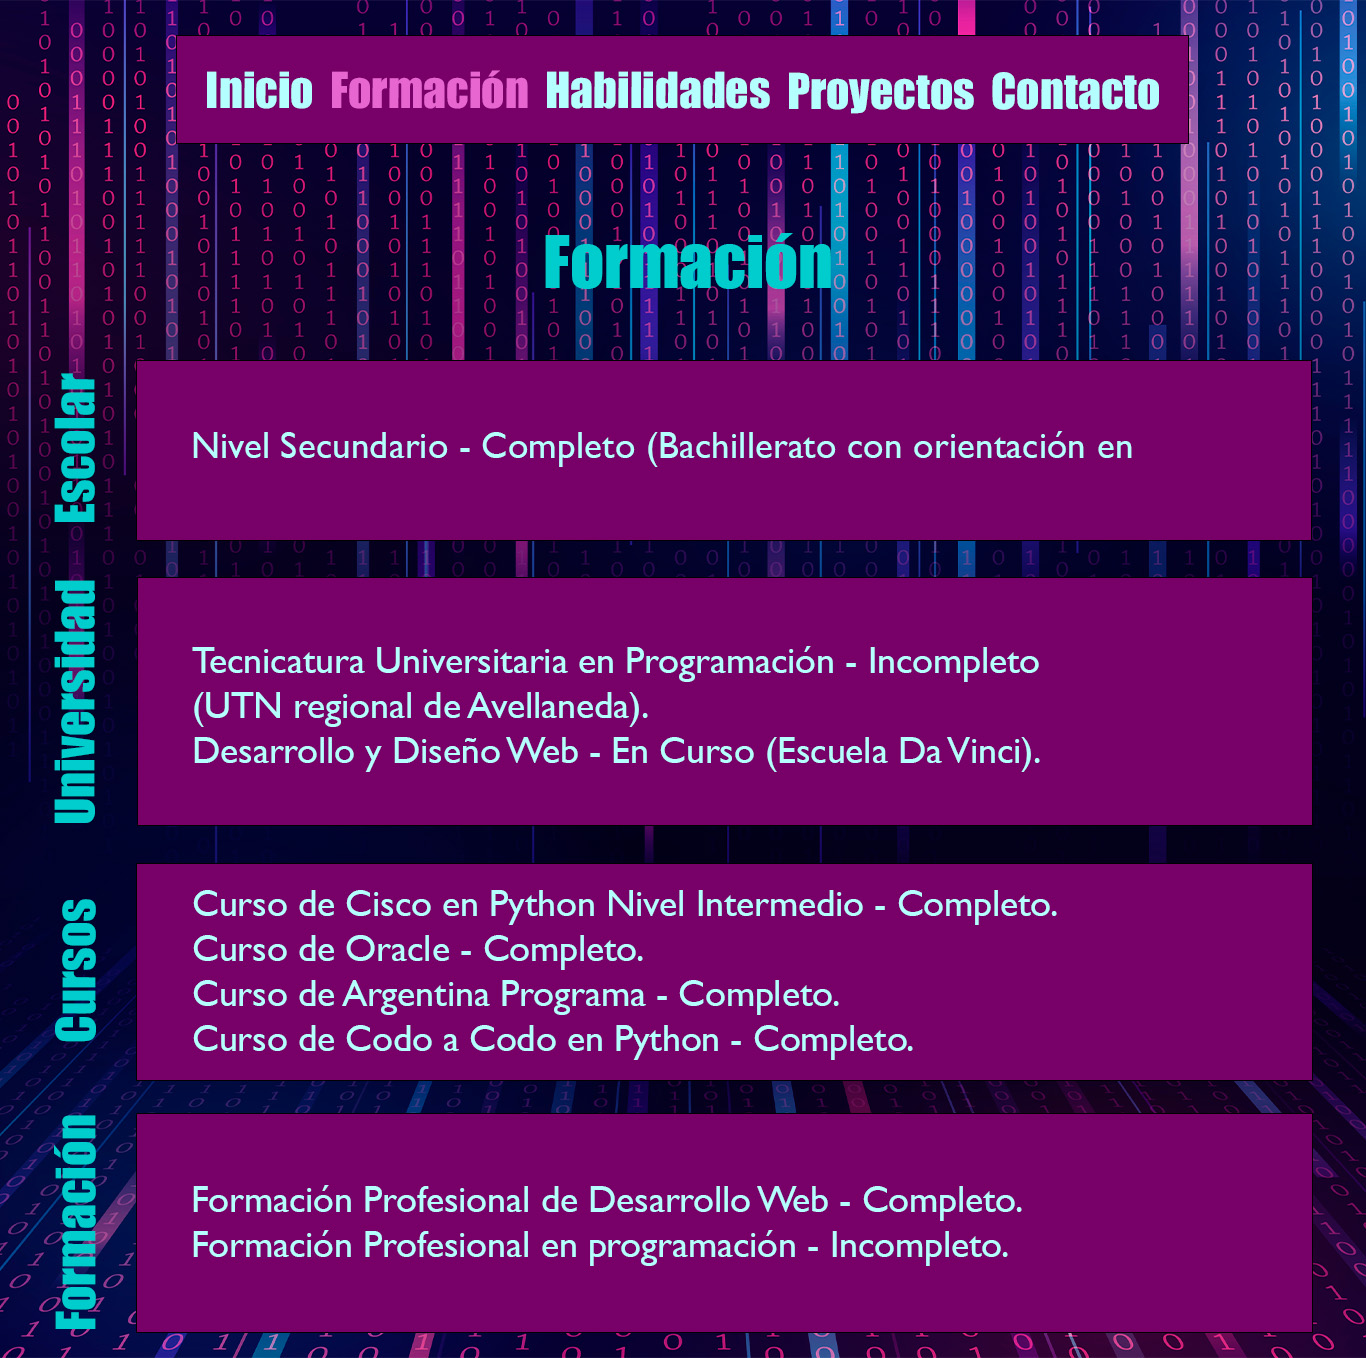 Inicio Formación Habilidades Proyectos Contacto
Formación
Escolar
Nivel Secundario - Completo (Bachillerato con orientación en
Universidad
Tecnicatura Universitaria en Programación - Incompleto
(UTN regional de Avellaneda).
Desarrollo y Diseño Web - En Curso (Escuela Da Vinci).
Cursos
Curso de Cisco en Python Nivel Intermedio - Completo.
Curso de Oracle - Completo.
Curso de Argentina Programa - Completo.
Curso de Codo a Codo en Python - Completo.
Formación
Formación Profesional de Desarrollo Web - Completo.
Formación Profesional en programación - Incompleto.